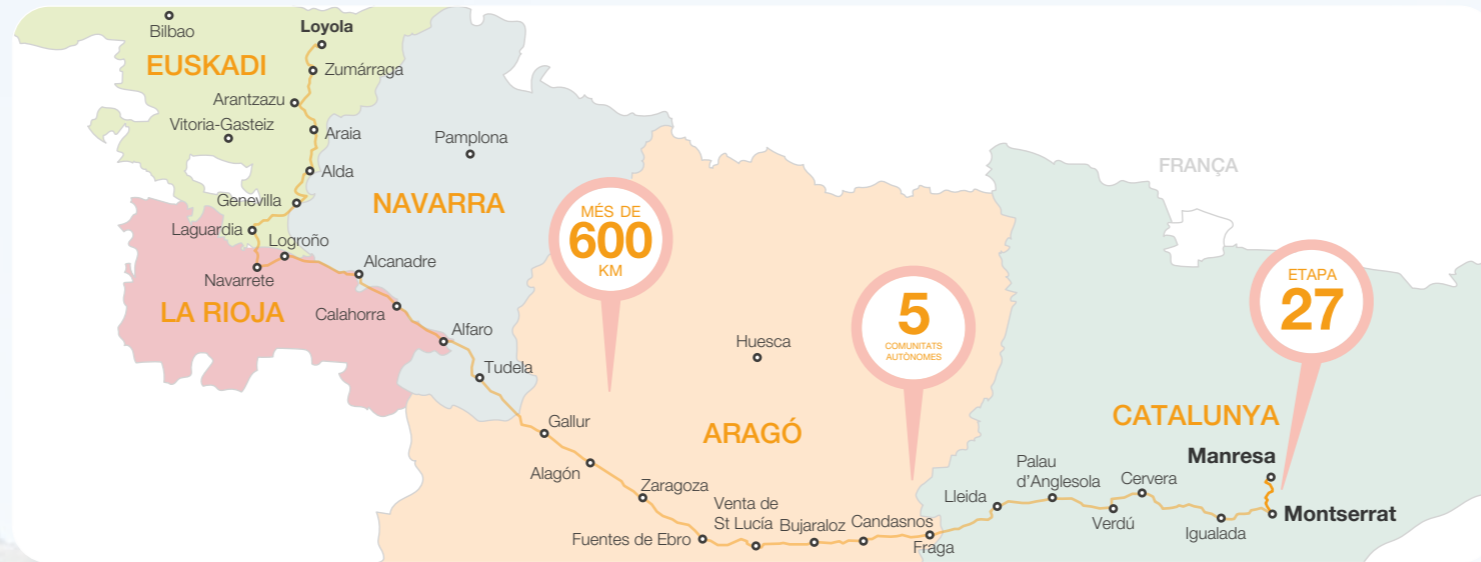 Bilbao
Loyola
EUSKADI
Zumárraga
Arantzazu
Vitoria-Gasteiz
Araia
Pamplona
Alda
FRANÇA
Genevilla
NAVARRA
MÉS DE
600
KM
Laguardia
Logroño
Navarrete
Alcanadre
LA RIOJA
Calahorra
Alfaro
Tudela
5
COMUNITATS
AUTÒNOMES
ETAPA
27
Huesca
Gallur
ARAGÓ
CATALUNYA
Alagón
Zaragoza
Manresa
Venta de
St Lucía
Bujaraloz
Candasnos
Fuentes de Ebro
Fraga
Lleida
Palau
d'Anglesola
Cervera
Verdú
Igualada
Montserrat